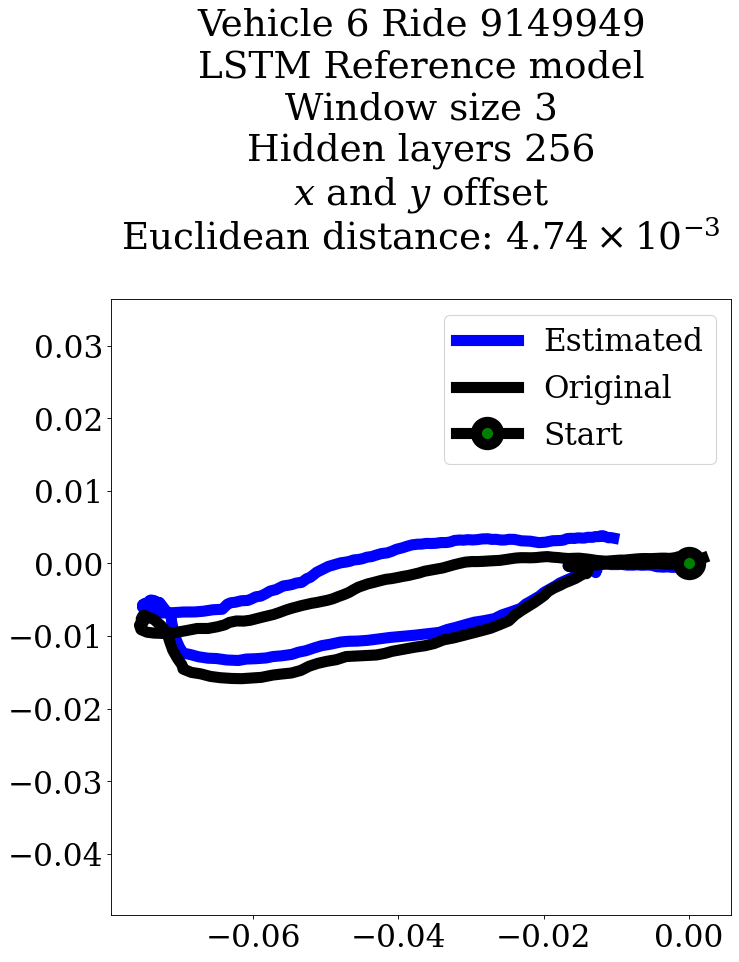 Vehicle 6 Ride 9149949
LSTM Reference model
Window size 3
Hidden layers 256
x and y offset
Euclidean distance: 4.74 × 10⁻³
Estimated
Original
Start
0.03
0.02
0.01
0.00
−0.01
−0.02
−0.03
−0.04
−0.06
−0.04
−0.02
0.00